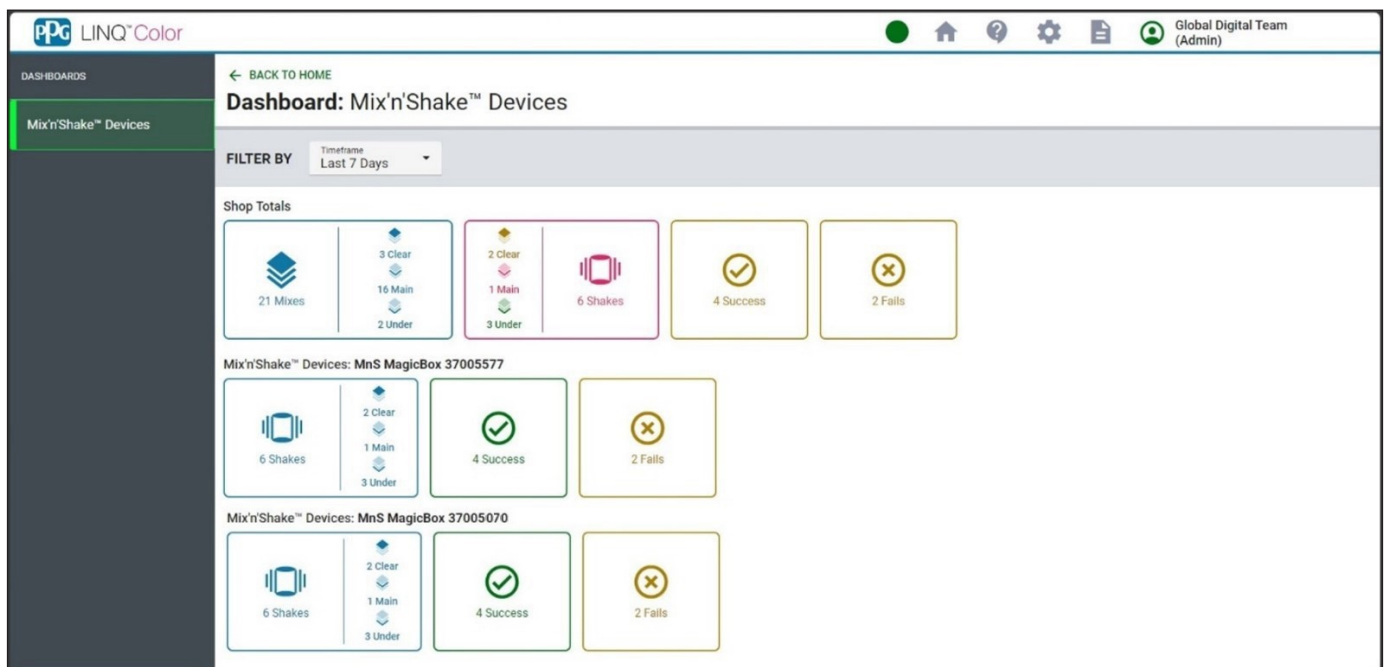 PPG LINQ™Color
Global Digital Team
(Admin)
DASHBOARDS
Mix'n'Shake™ Devices
← BACK TO HOME
Dashboard: Mix'n'Shake™ Devices
FILTER BY
Timeframe
Last 7 Days
Shop Totals
21 Mixes
3 Clear
16 Main
2 Under
2 Clear
1 Main
3 Under
6 Shakes
4 Success
2 Fails
Mix'n'Shake™ Devices: MnS MagicBox 37005577
6 Shakes
2 Clear
1 Main
3 Under
4 Success
2 Fails
Mix'n'Shake™ Devices: MnS MagicBox 37005070
6 Shakes
2 Clear
1 Main
3 Under
4 Success
2 Fails